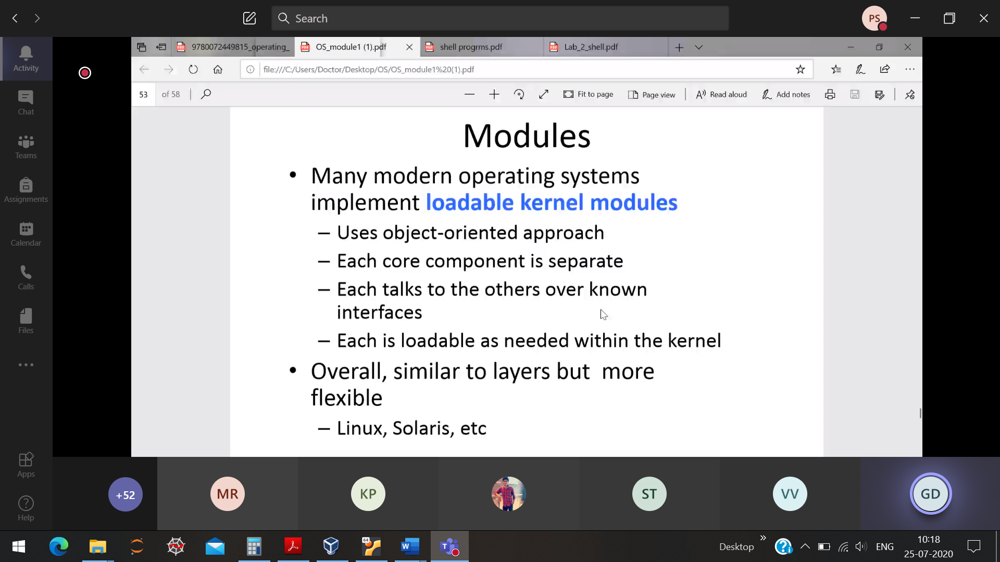 Search
PS
Activity
Chat
Teams
Assignments
Calendar
Calls
Files
Apps
Help
9780072449815_operating_
OS_module1 (1).pdf
shell progrms.pdf
Lab_2_shell.pdf
file:///C:/Users/Doctor/Desktop/OS/OS_module1%20(1).pdf
53 of 58
Fit to page
Page view
Read aloud
Add notes
Modules
• Many modern operating systems
implement loadable kernel modules
– Uses object-oriented approach
– Each core component is separate
– Each talks to the others over known
interfaces
– Each is loadable as needed within the kernel
• Overall, similar to layers but  more
flexible
– Linux, Solaris, etc
+52
MR
KP
ST
VV
GD
Desktop
ENG
10:18
25-07-2020